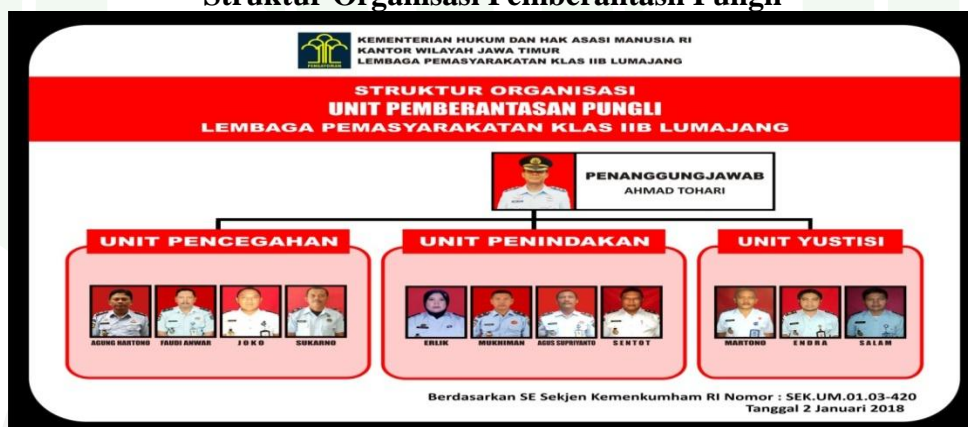 Struktur Organisasi Pemberantasn Pungli
KEMENTERIAN HUKUM DAN HAK ASASI MANUSIA RI
KANTOR WILAYAH JAWA TIMUR
LEMBAGA PEMASYARAKATAN KLAS IIB LUMAJANG
STRUKTUR ORGANISASI
UNIT PEMBERANTASAN PUNGLI
LEMBAGA PEMASYARAKATAN KLAS IIB LUMAJANG
PENANGGUNGJAWAB
AHMAD TOHARI
UNIT PENCEGAHAN
AGUNG HARTONO
FAUDI ANWAR
J O K O
SUKARNO
UNIT PENINDAKAN
ERLIK
MUKHIMAN
AGUS SUPRIYANTO
S E N T O T
UNIT YUSTISI
MARTONO
E N D R A
S A L A M
Berdasarkan SE Sekjen Kemenkumham RI Nomor : SEK.UM.01.03-420
Tanggal 2 Januari 2018